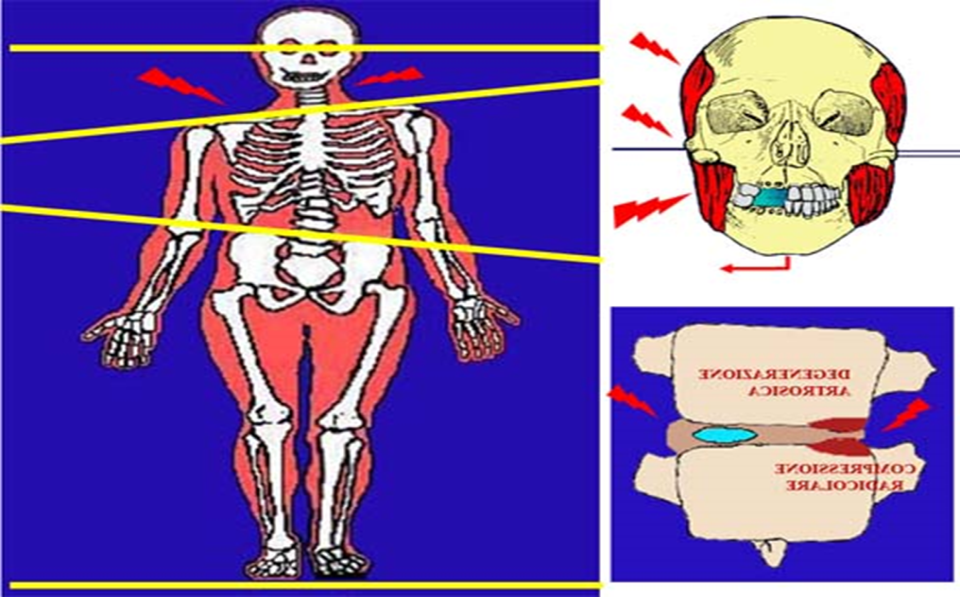 DEGENERAZIONE
ARTROSICA
COMPRESSIONE
RADICOLARE